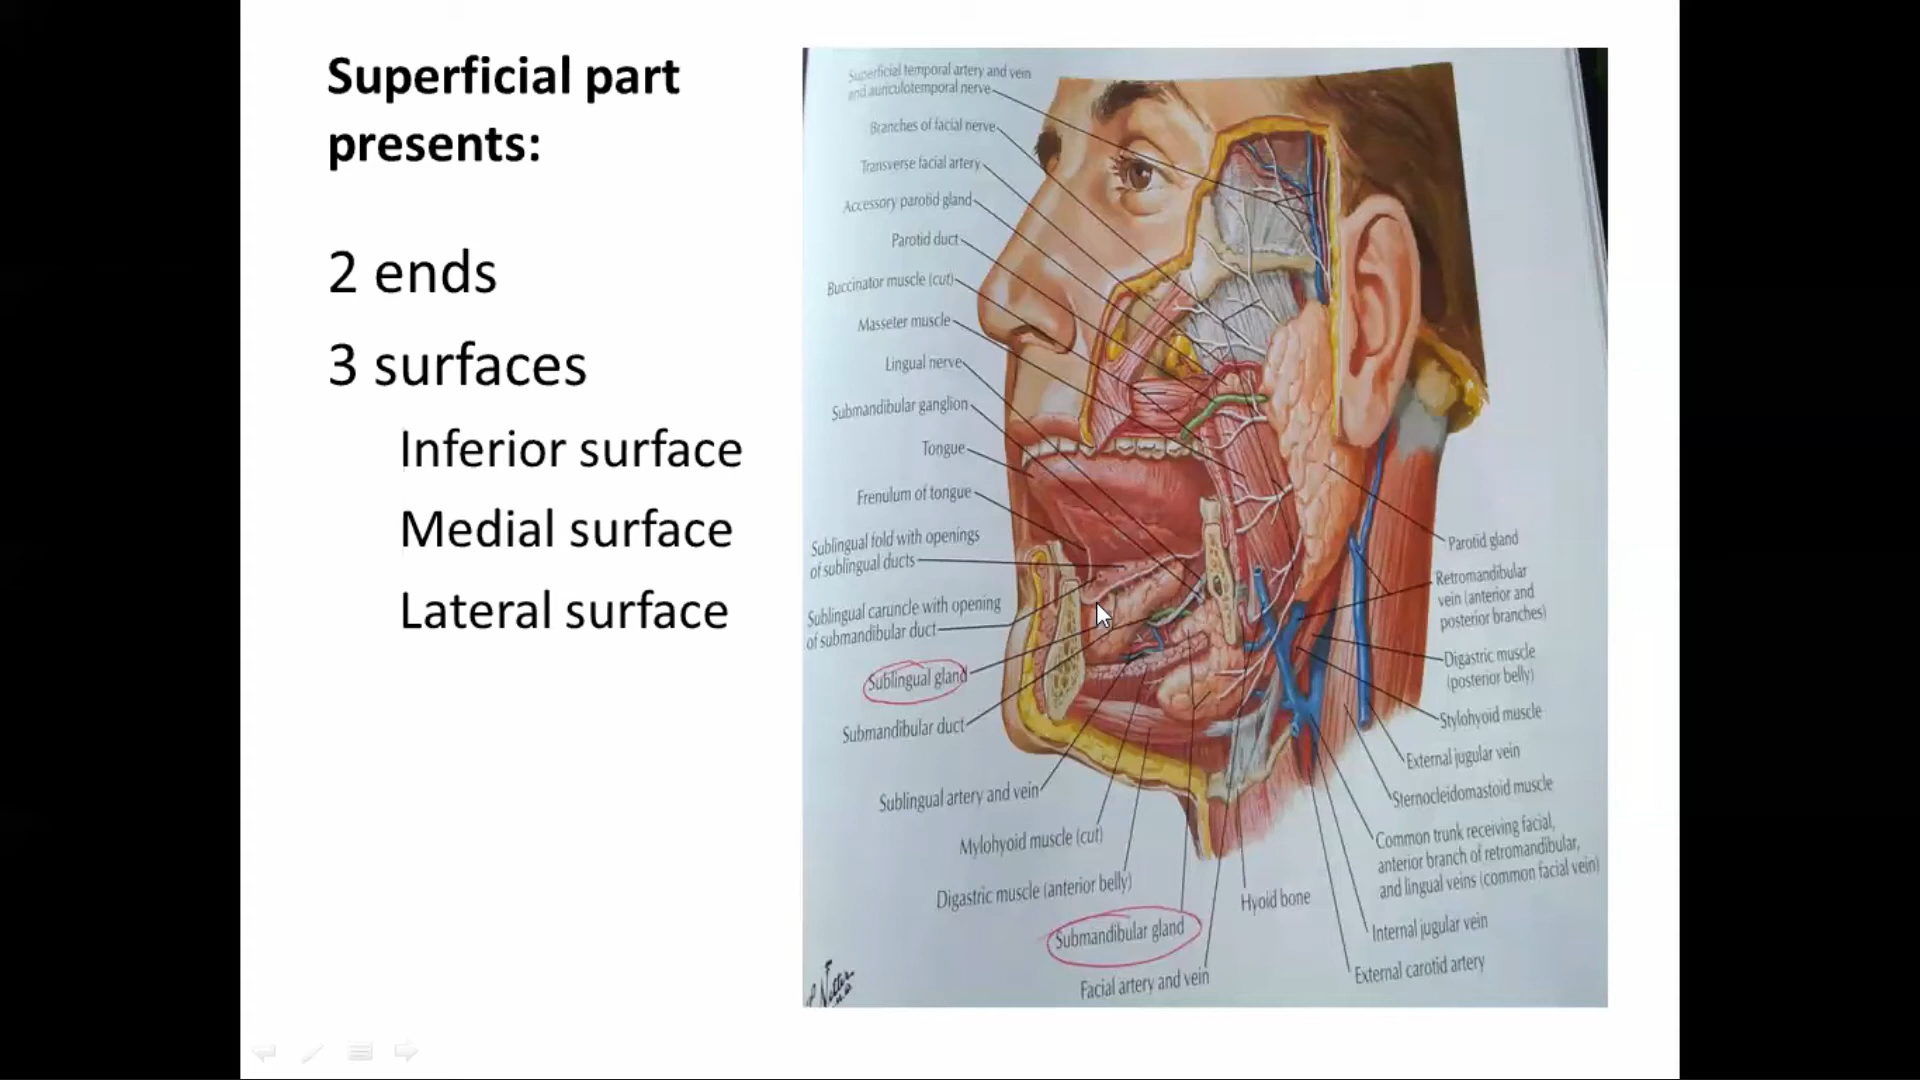 Superficial part
presents:
2 ends
3 surfaces
Inferior surface
Medial surface
Lateral surface
Superficial temporal artery and vein
and auriculotemporal nerve
Branches of facial nerve
Transverse facial artery
Accessory parotid gland
Parotid duct
Buccinator muscle (cut)
Masseter muscle
Lingual nerve
Submandibular ganglion
Tongue
Frenulum of tongue
Sublingual fold with openings
of sublingual ducts
Sublingual caruncle with opening
of submandibular duct
Sublingual gland
Submandibular duct
Sublingual artery and vein
Mylohyoid muscle (cut)
Digastric muscle (anterior belly)
Submandibular gland
Facial artery and vein
Hyoid bone
Parotid gland
Retromandibular
vein (anterior and
posterior branches)
Digastric muscle
(posterior belly)
Stylohyoid muscle
External jugular vein
Sternocleidomastoid muscle
Common trunk receiving facial,
anterior branch of retromandibular,
and lingual veins (common facial vein)
Internal jugular vein
External carotid artery
Netter